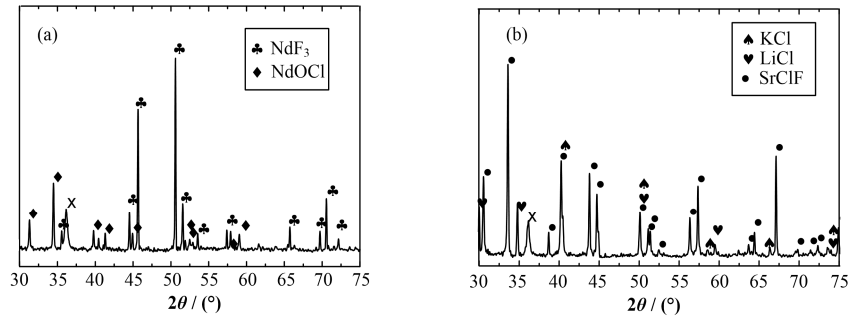 (a)
♣ NdF₃
♦ NdOCl
x
30 35 40 45 50 55 60 65 70 75
2θ / (°)
(b)
♠ KCl
♥ LiCl
● SrClF
x
30 35 40 45 50 55 60 65 70 75
2θ / (°)